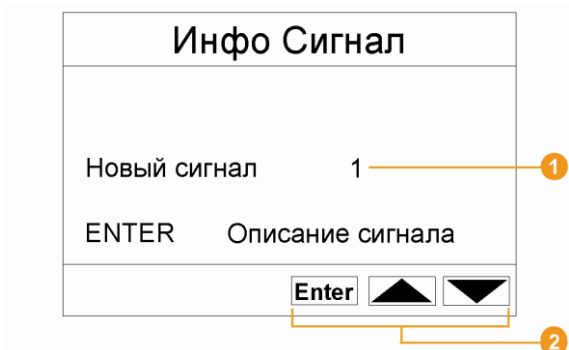 Инфо Сигнал
Новый сигнал 1
1
ENTER Описание сигнала
Enter
2